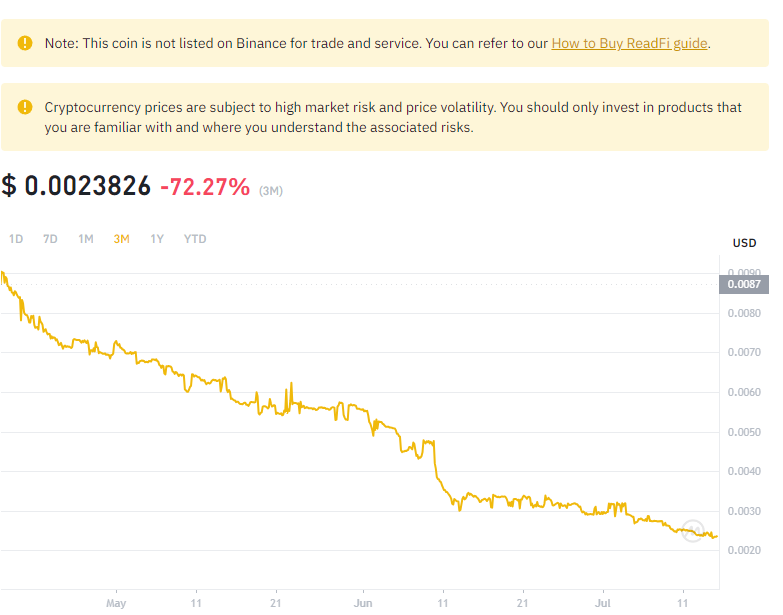 Note: This coin is not listed on Binance for trade and service. You can refer to our How to Buy ReadFi guide.
Cryptocurrency prices are subject to high market risk and price volatility. You should only invest in products that
you are familiar with and where you understand the associated risks.
$ 0.0023826 -72.27% (3M)
1D 7D 1M 3M 1Y YTD
USD
0.0090
0.0087
0.0080
0.0070
0.0060
0.0050
0.0040
0.0030
0.0020
May 11 21 Jun 11 21 Jul 11